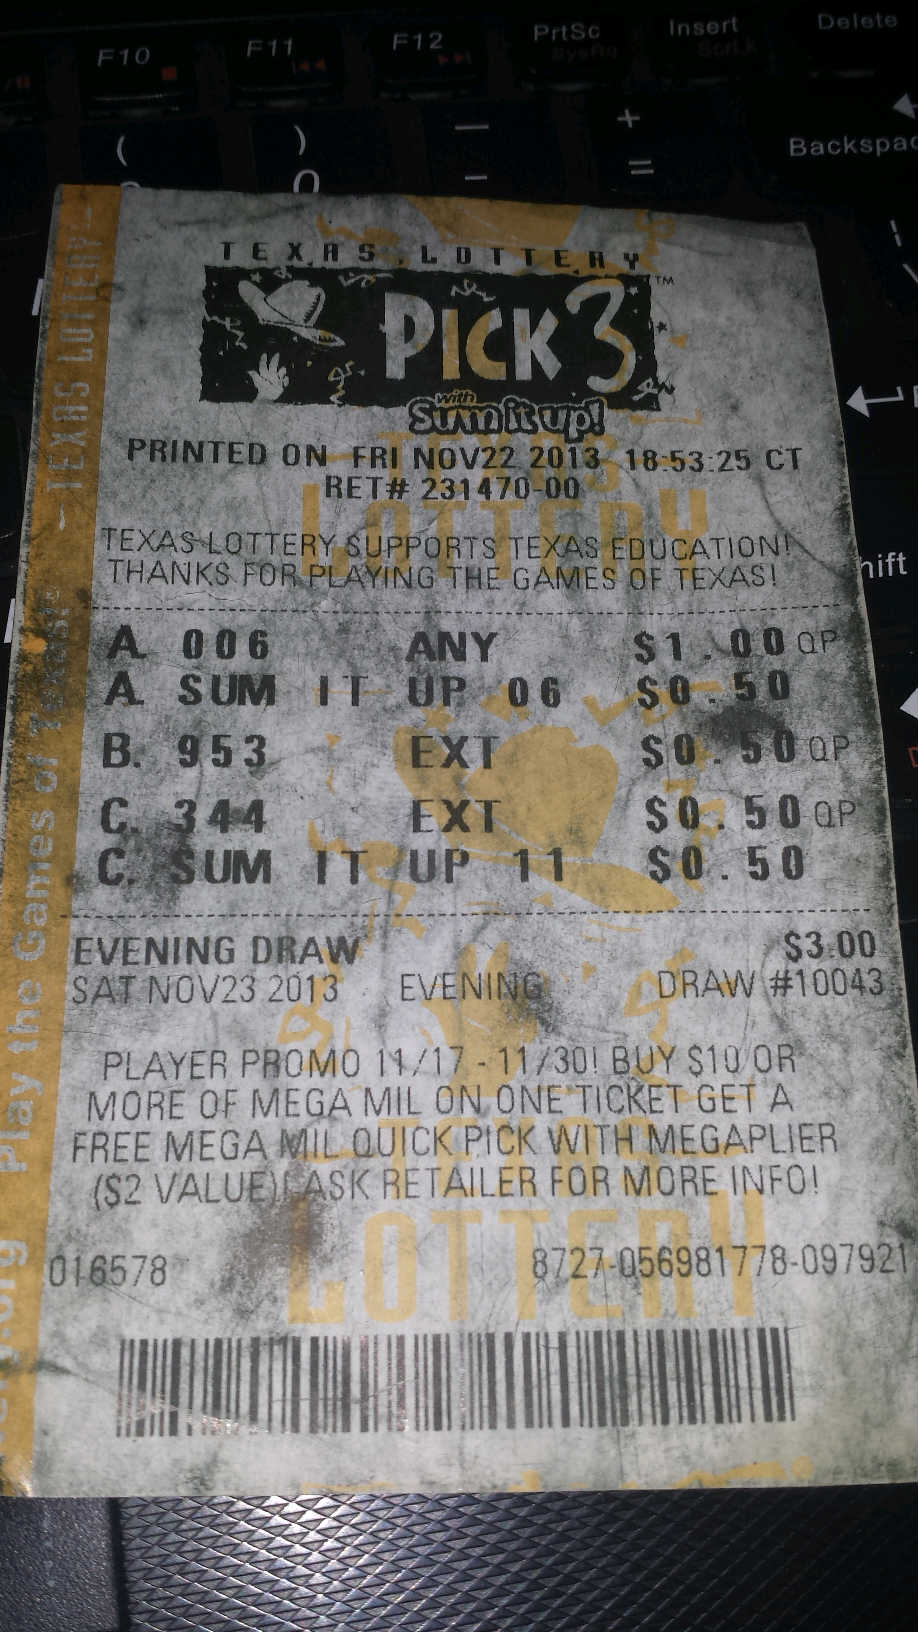 F10 F11 F12 PrtSc SysRq Insert ScrLk Delete
( ) — +
0 - = Backspac
TEXAS LOTTERY
PICK 3 ™
with
Sum it up!
TEXAS
LOTTERY
PRINTED ON FRI NOV22 2013 18:53:25 CT
RET# 231470-00
TEXAS LOTTERY SUPPORTS TEXAS EDUCATION!
THANKS FOR PLAYING THE GAMES OF TEXAS!
hift
A. 006 ANY $1.00 QP
A. SUM IT UP 06 $0.50
B. 953 EXT $0.50 QP
C. 344 EXT $0.50 QP
C. SUM IT UP 11 $0.50
EVENING DRAW $3.00
SAT NOV23 2013 EVENING DRAW #10043
PLAYER PROMO 11/17 - 11/30! BUY $10 OR
MORE OF MEGA MIL ON ONE TICKET GET A
FREE MEGA MIL QUICK PICK WITH MEGAPLIER
($2 VALUE)! ASK RETAILER FOR MORE INFO!
TEXAS
LOTTERY
016578 8727-056981778-097921
Play the Games of Texas!® — TEXAS LOTTERY —